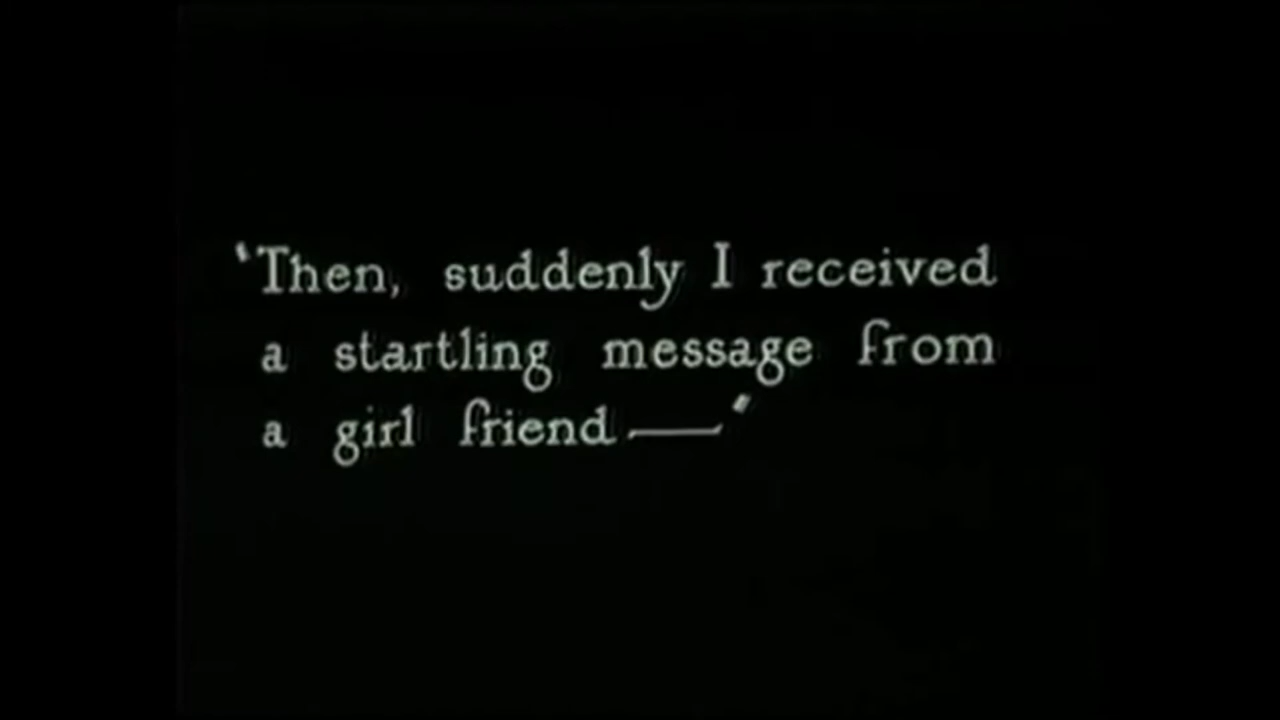 'Then, suddenly I received
a startling message from
a girl friend—'